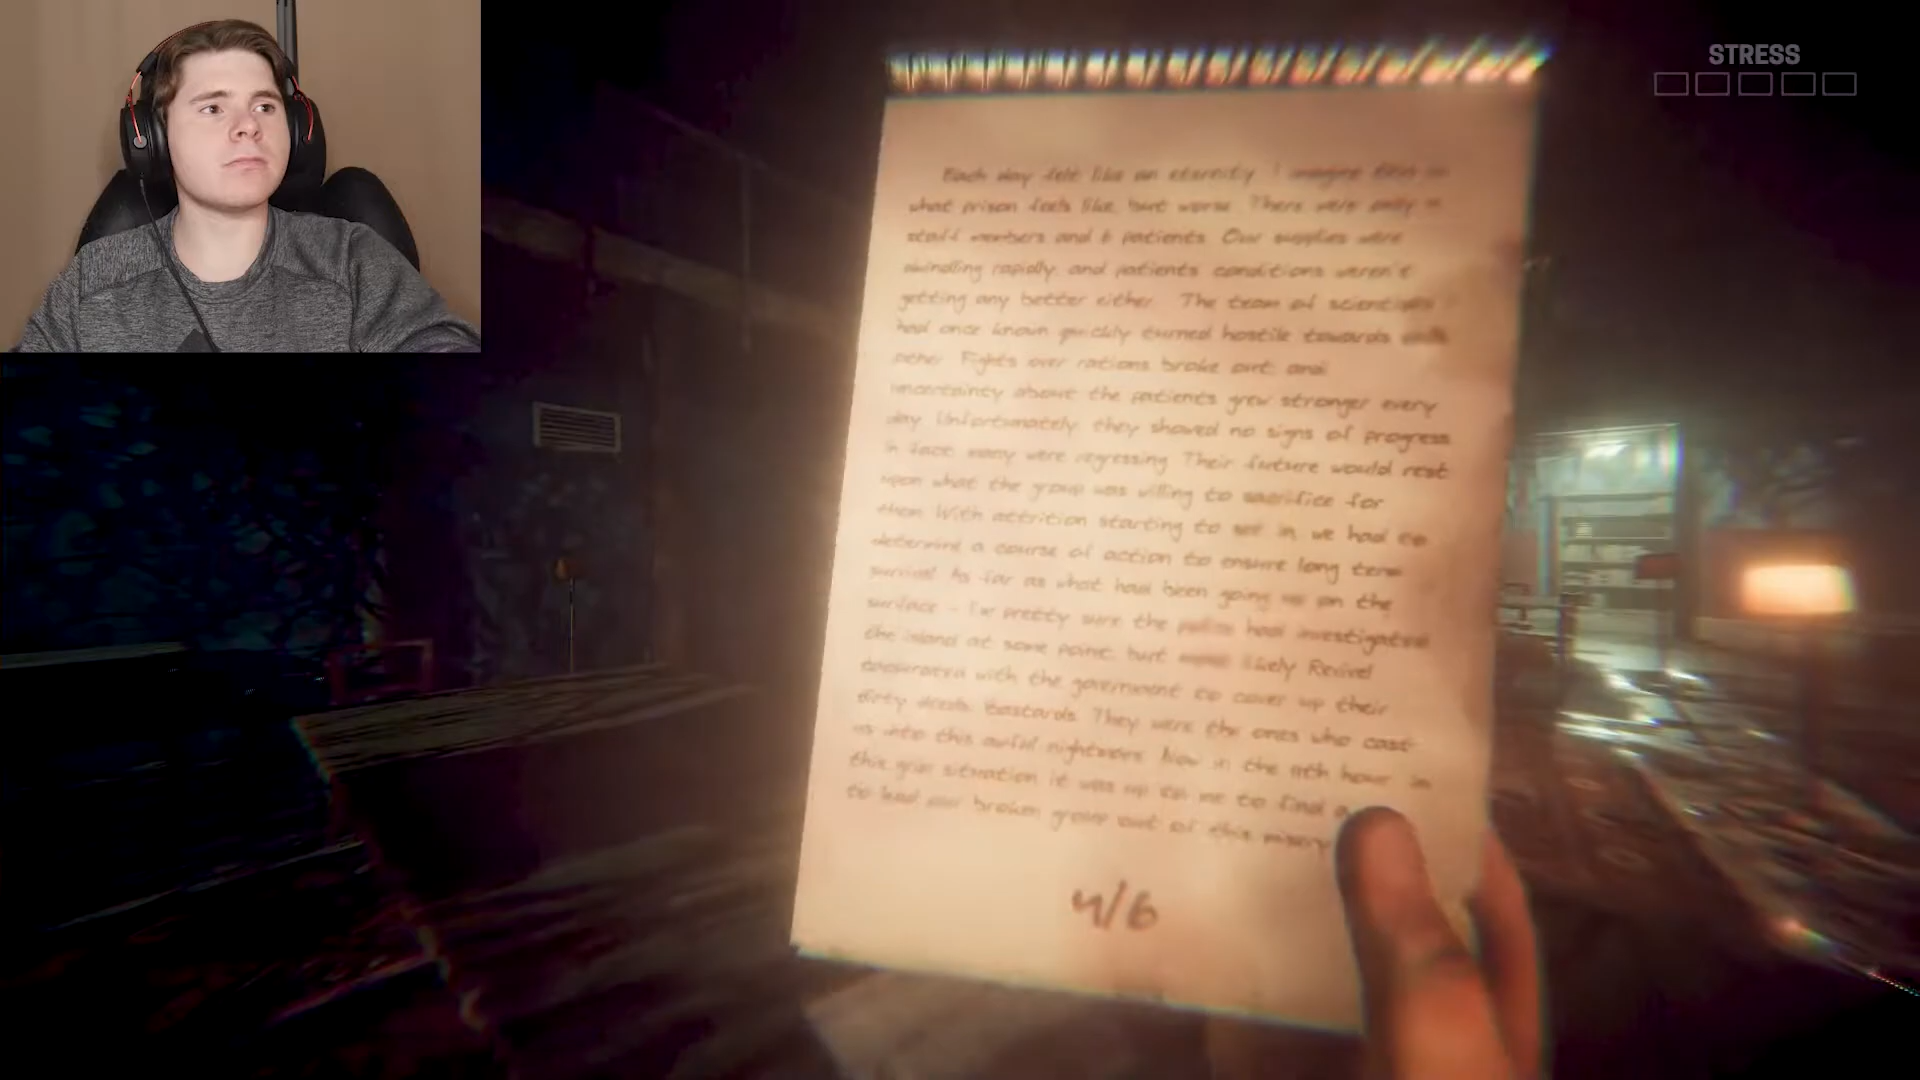 STRESS
Each day felt like an eternity. I imagine this is
what prison feels like, but worse. There were only
staff members and 6 patients. Our supplies were
dwindling rapidly, and patients conditions weren't
getting any better either. The team of scientists
had once known quickly turned hostile towards each
other. Fights over rations broke out, and
uncertainty about the patients grew stronger every
day. Unfortunately, they showed no signs of progress
in fact many were regressing. Their future would rest
upon what the group was willing to sacrifice for
them. With attrition starting to set in, we had to
determine a course of action to ensure long term
survival. As far as what had been going on on the
surface - I'm pretty sure the police had investigated
the island at some point, but most likely Revival
cooperated with the government to cover up their
dirty deeds. Bastards. They were the ones who cast
us into this awful nightmare. Now in the 11th hour in
this grim situation it was up to me to find a
to lead our broken group out of this misery
4/6